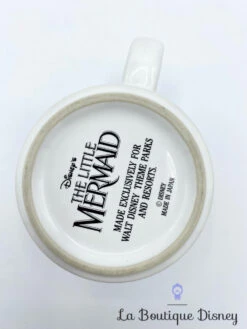 Disney's
THE LITTLE
MERMAID
MADE EXCLUSIVELY FOR
WALT DISNEY THEME PARKS
AND RESORTS.
© DISNEY
MADE IN JAPAN
La Boutique Disney